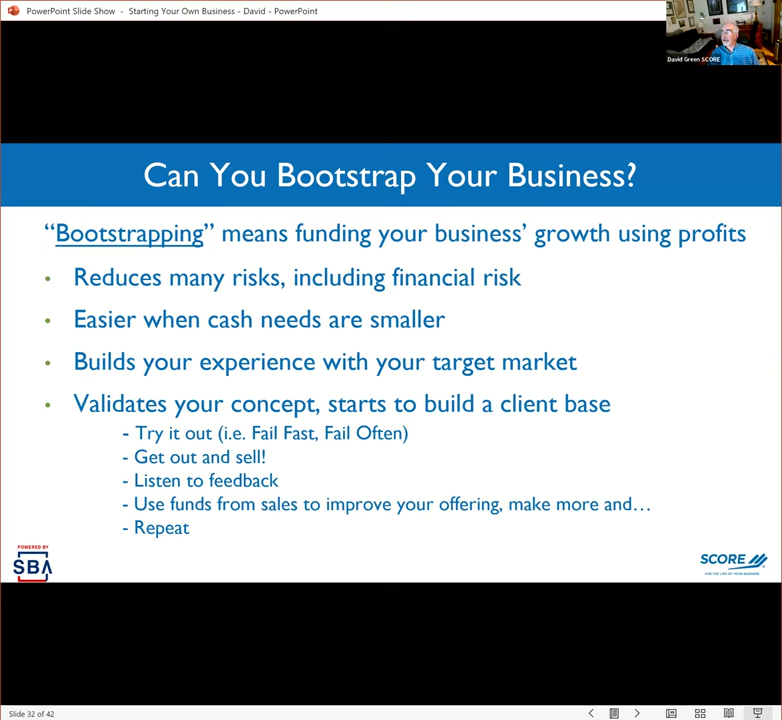 PowerPoint Slide Show - Starting Your Own Business - David - PowerPoint
David Green SCORE
Can You Bootstrap Your Business?
“Bootstrapping” means funding your business’ growth using profits
• Reduces many risks, including financial risk
• Easier when cash needs are smaller
• Builds your experience with your target market
• Validates your concept, starts to build a client base
- Try it out (i.e. Fail Fast, Fail Often)
- Get out and sell!
- Listen to feedback
- Use funds from sales to improve your offering, make more and…
- Repeat
POWERED BY
SBA
SCORE
FOR THE LIFE OF YOUR BUSINESS
Slide 32 of 42